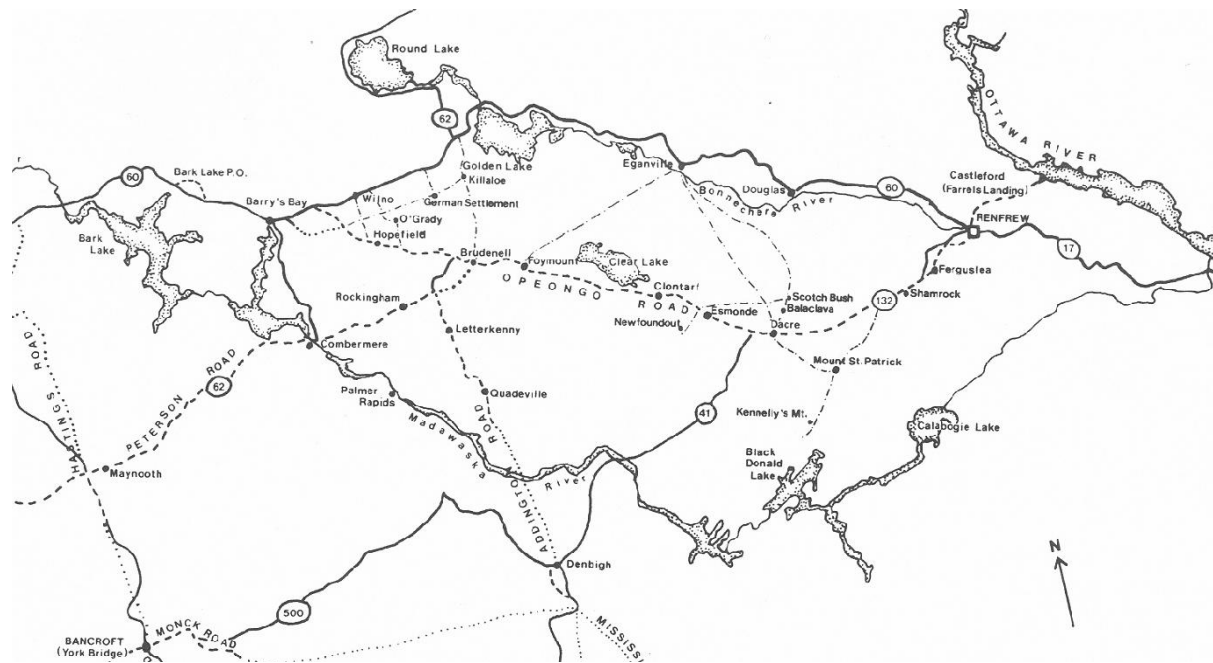 Round Lake
62
OTTAWA RIVER
Golden Lake
Killaloe
Eganville
Castleford
(Farrels Landing)
60
Bark Lake P.O.
Wilno
German Settlement
Bonnechere
River
Douglas
60
RENFREW
Barry's Bay
O'Grady
Hopefield
Bark
Lake
Brudenell
Foymount
Clear Lake
17
Ferguslea
OPEONGO
ROAD
Clontarf
Rockingham
Scotch Bush
Balaclava
132
Shamrock
Letterkenny
Esmonde
Newfoundout
Dacre
Combermere
Mount St. Patrick
HASTINGS ROAD
PETERSON ROAD
62
Palmer
Rapids
Quadeville
41
Kennelly's Mt.
Calabogie Lake
Madawaska
River
Maynooth
ADDINGTON
ROAD
Black
Donald
Lake
Denbigh
N
500
BANCROFT
(York Bridge)
MONCK ROAD
MISSISSI